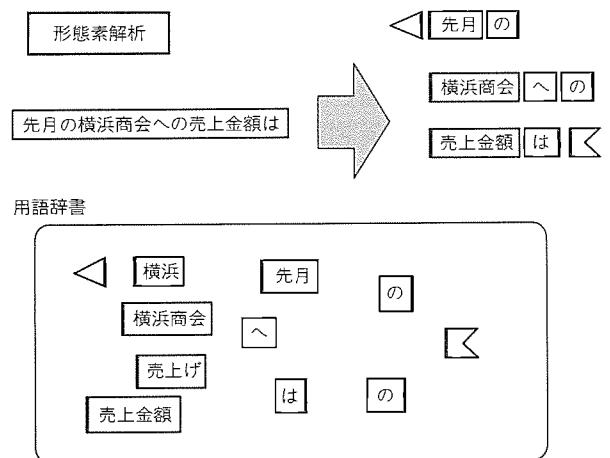 形態素解析
先月 の
横浜商会 へ の
先月の横浜商会への売上金額は
売上金額 は
用語辞書
横浜 先月 の
横浜商会 へ
売上げ
は の
売上金額